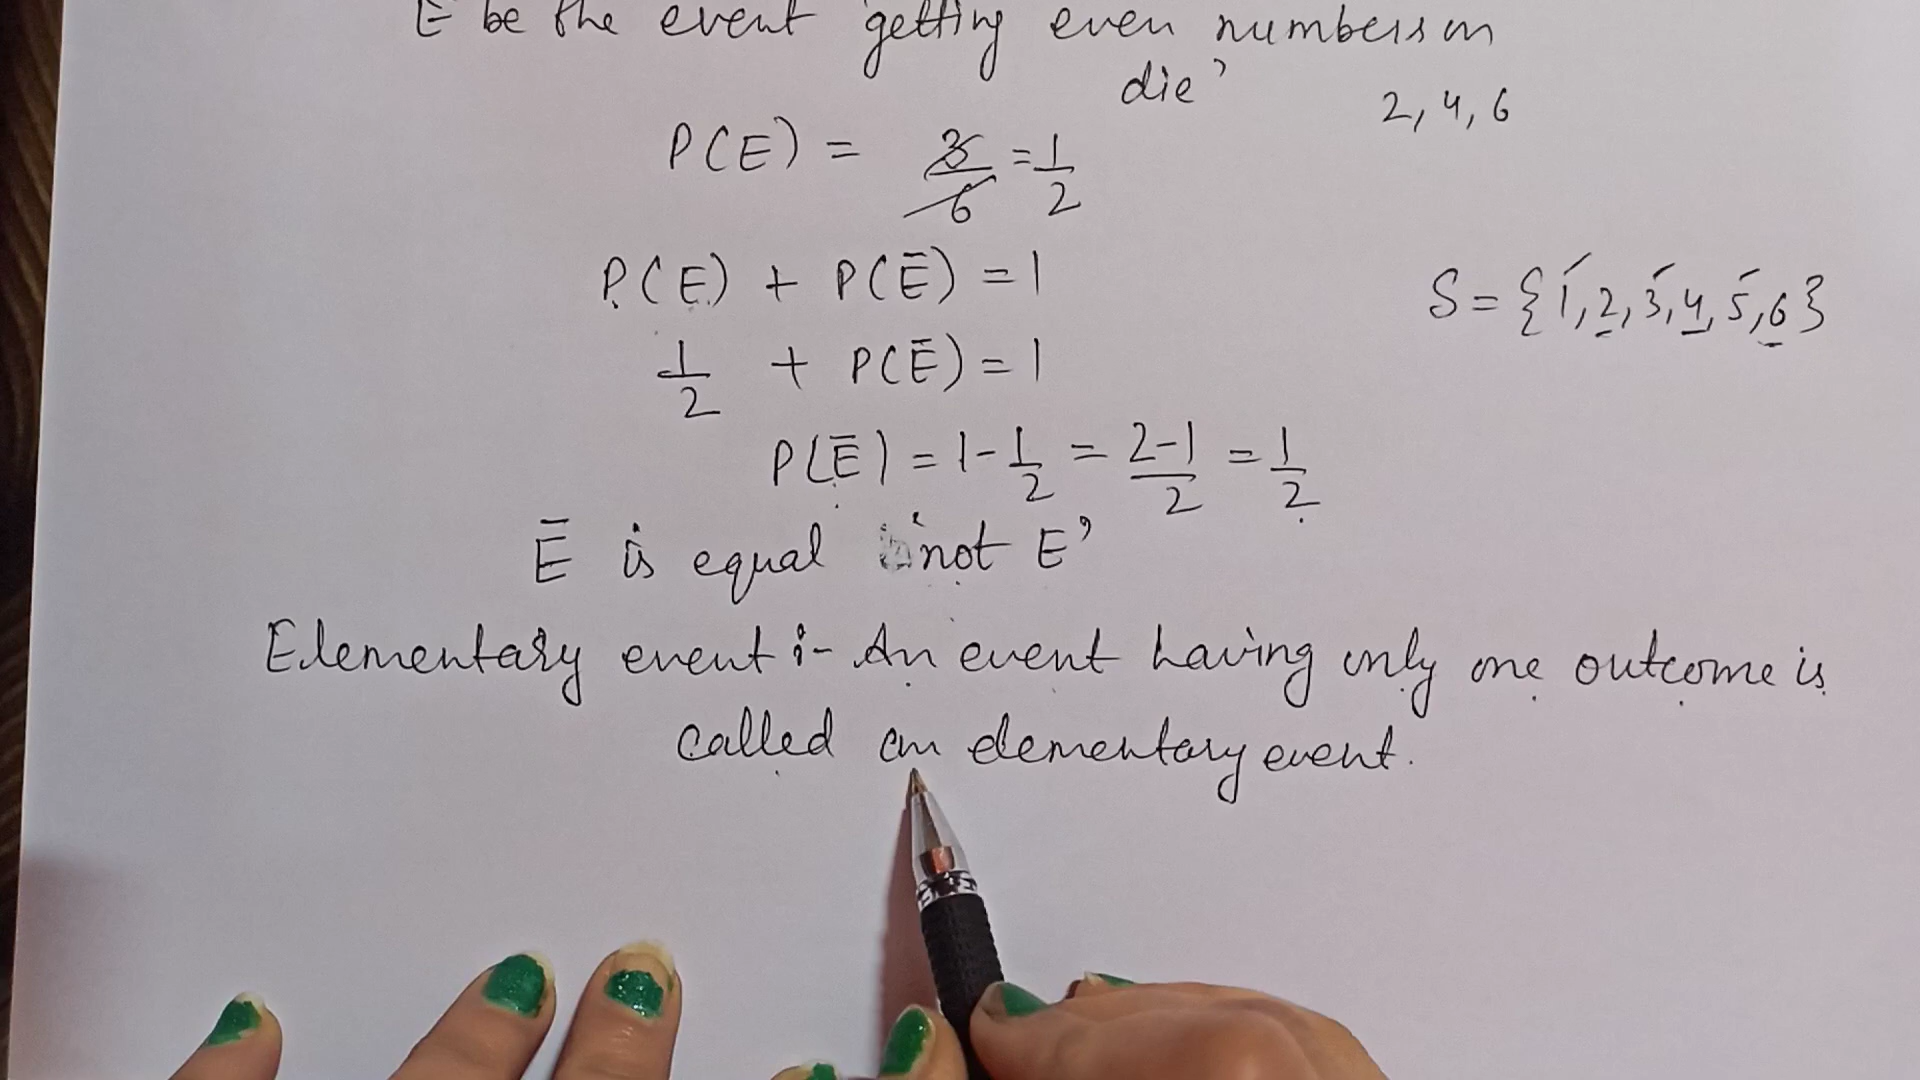 E be the event 'getting even numbers on
die'
2, 4, 6
P(E) = 3/6 = 1/2
P(E) + P(Ē) = 1
S = {1, 2, 3, 4, 5, 6}
1/2 + P(Ē) = 1
P(Ē) = 1 - 1/2 = 2-1/2 = 1/2
Ē is equal 'not E'
Elementary event :- An event having only one outcome is
called an elementary event.